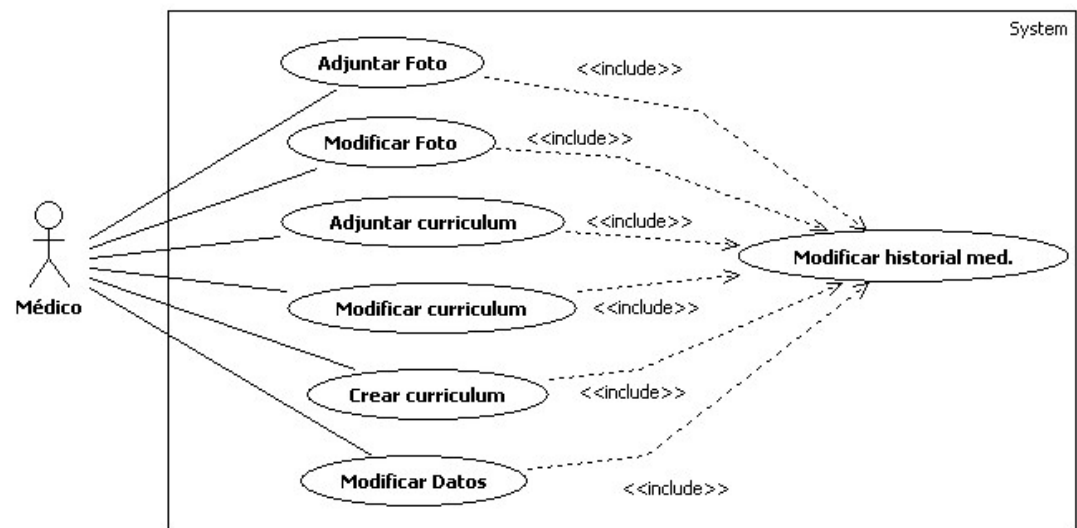 System
Adjuntar Foto
<<include>>
Modificar Foto
<<include>>
Adjuntar curriculum
<<include>>
Modificar historial med.
Médico
Modificar curriculum
<<include>>
Crear curriculum
<<include>>
Modificar Datos
<<include>>